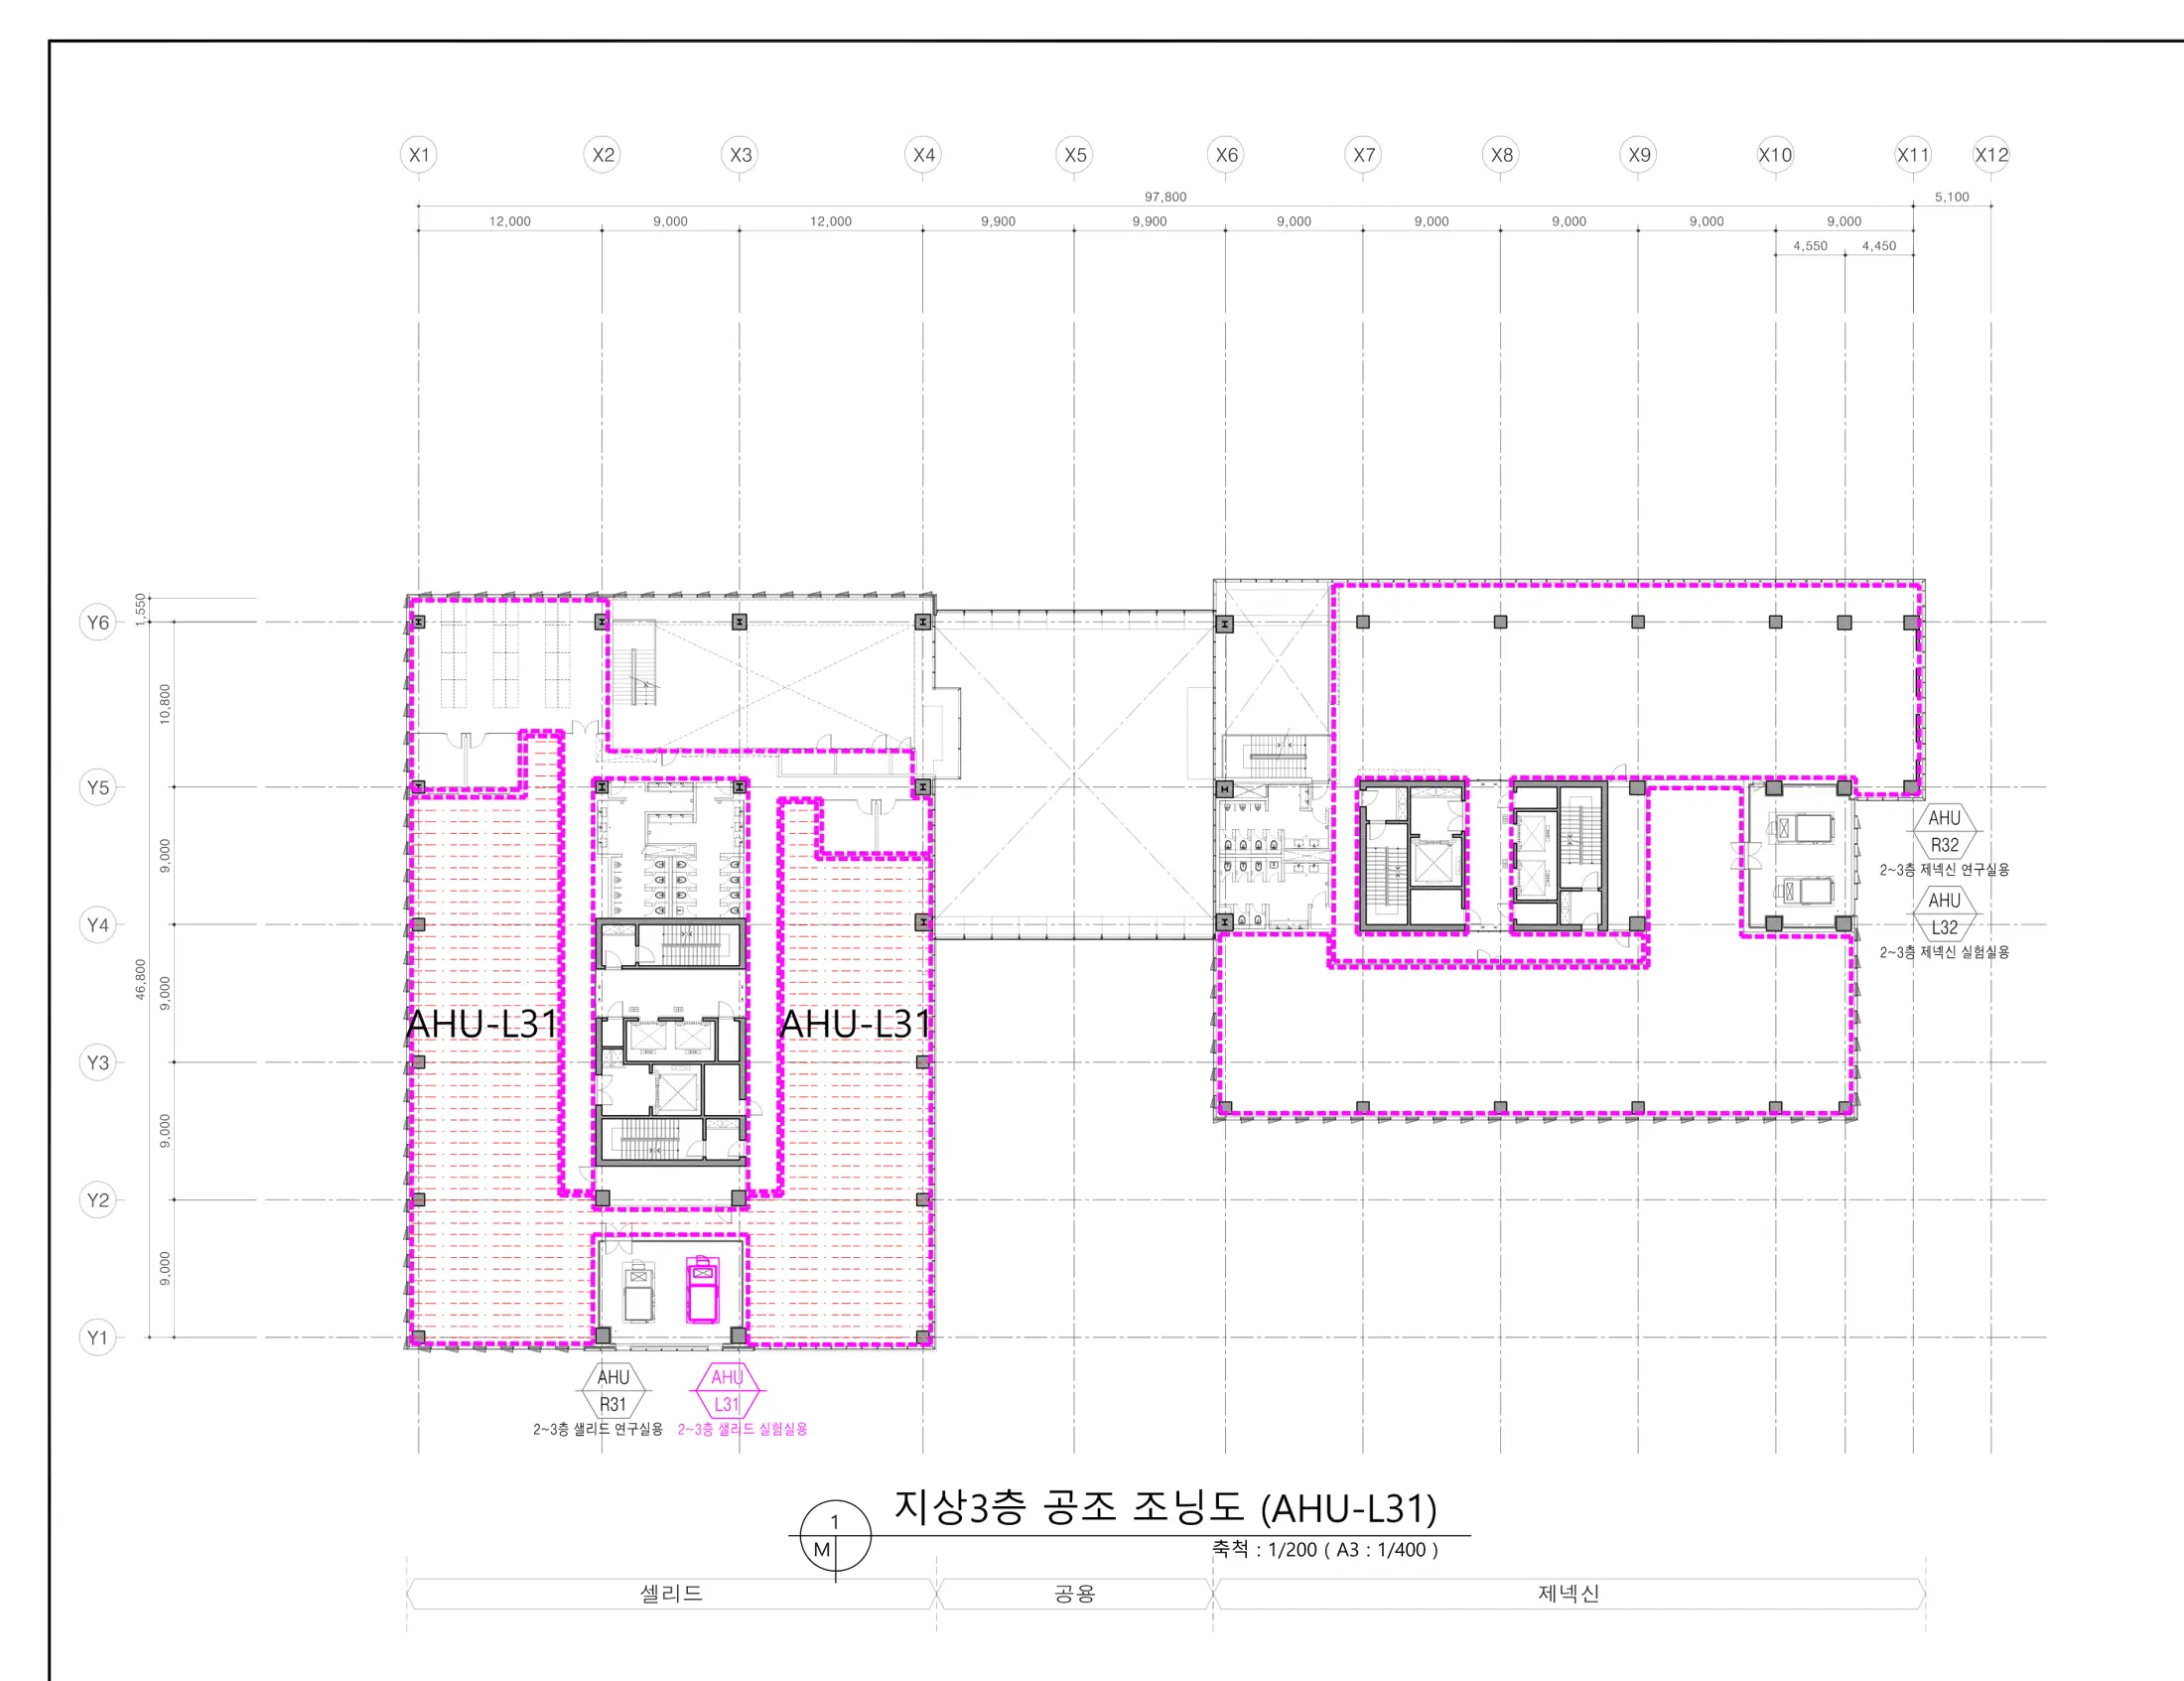 X1 X2 X3 X4 X5 X6 X7 X8 X9 X10 X11 X12
97,800 5,100
12,000 9,000 12,000 9,900 9,900 9,000 9,000 9,000 9,000 9,000
4,550 4,450
1,550
Y6
10,800
Y5
9,000
AHU
R32
2~3층 제넥신 연구실용
Y4
AHU
L32
2~3층 제넥신 실험실용
46,800
9,000
AHU-L31 AHU-L31
Y3
9,000
Y2
9,000
Y1
AHU
R31
2~3층 셀리드 연구실용
AHU
L31
2~3층 셀리드 실험실용
1
M
지상3층 공조 조닝도 (AHU-L31)
축척 : 1/200 ( A3 : 1/400 )
셀리드 공용 제넥신